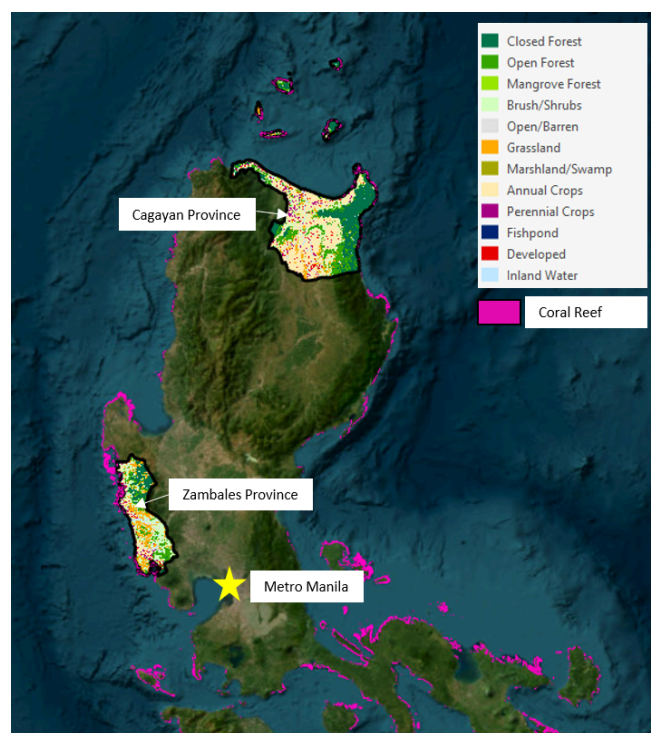 Closed Forest
Open Forest
Mangrove Forest
Brush/Shrubs
Open/Barren
Grassland
Marshland/Swamp
Annual Crops
Perennial Crops
Fishpond
Developed
Inland Water
Coral Reef
Cagayan Province
Zambales Province
Metro Manila